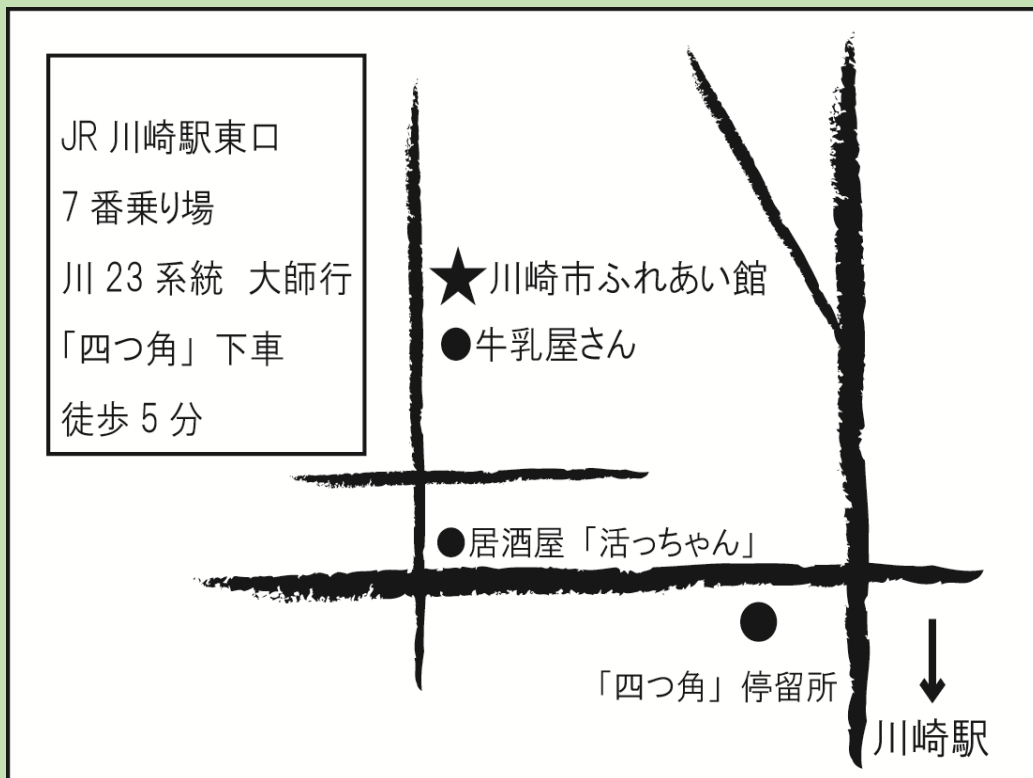 JR 川崎駅東口
7 番乗り場
川 23 系統 大師行
「四つ角」下車
徒歩 5 分
★川崎市ふれあい館
●牛乳屋さん
●居酒屋「活っちゃん」
「四つ角」停留所
川崎駅